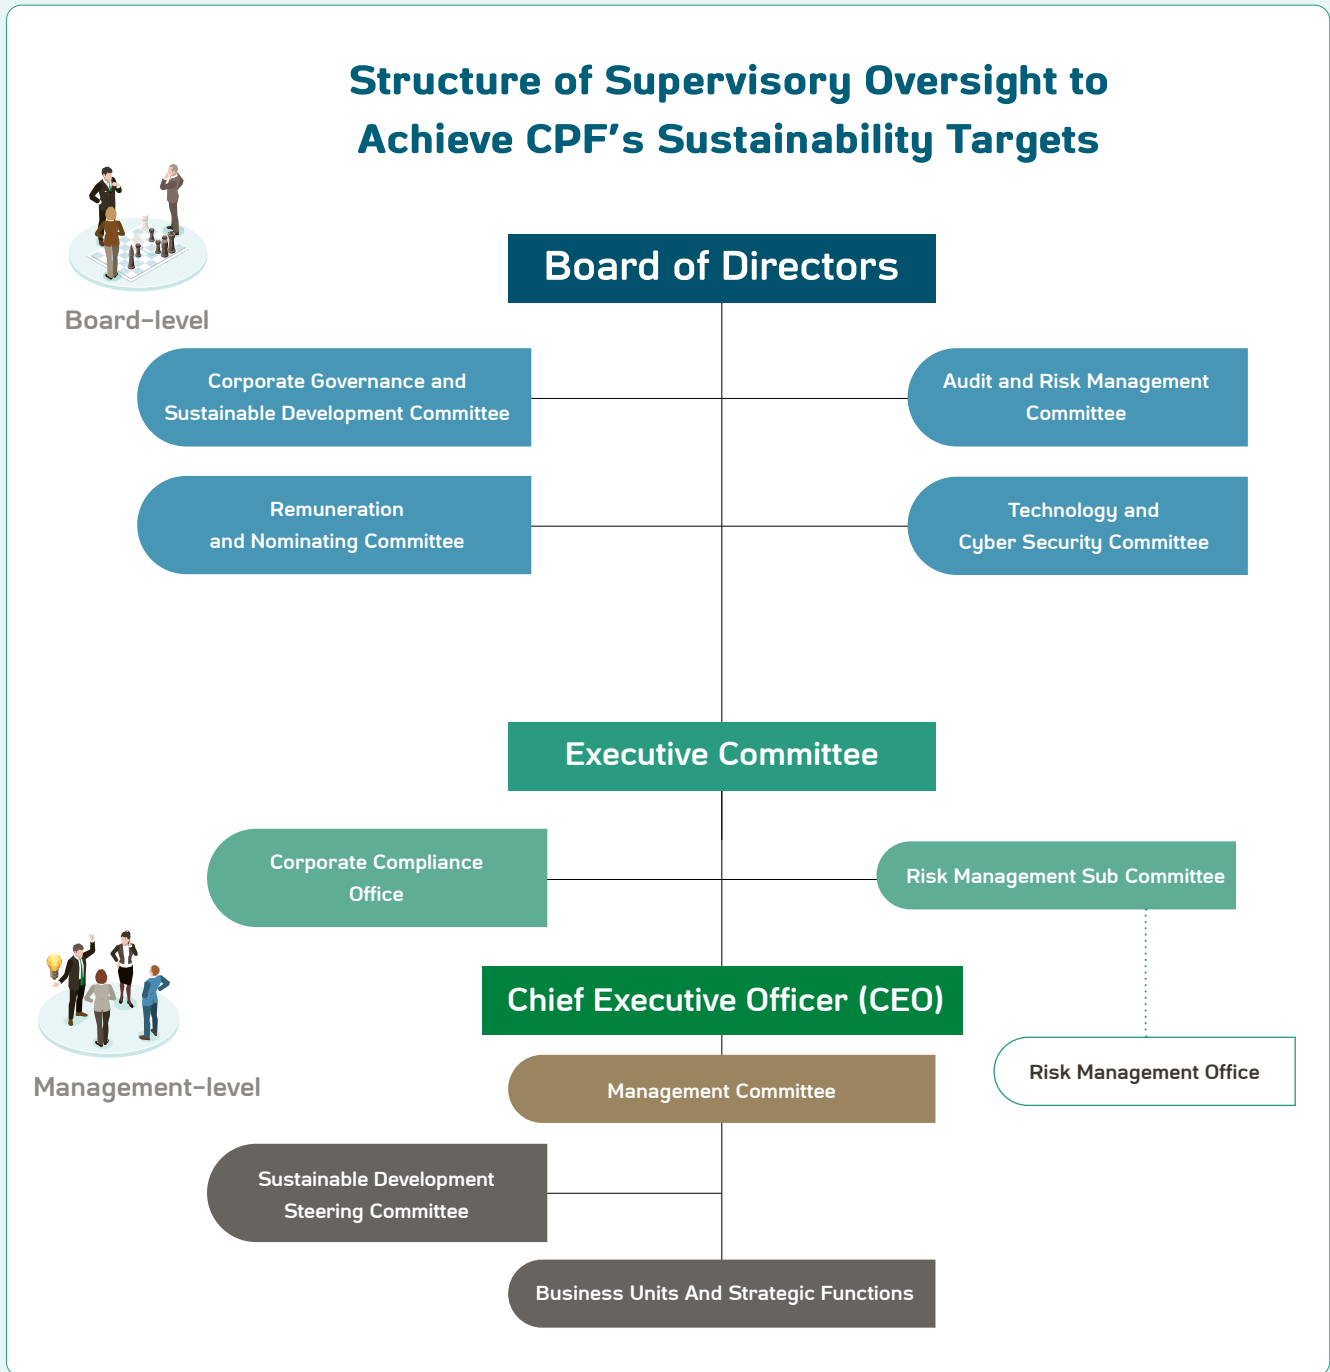 Structure of Supervisory Oversight to
Achieve CPF's Sustainability Targets
Board-level
Board of Directors
Corporate Governance and
Sustainable Development Committee
Audit and Risk Management
Committee
Remuneration
and Nominating Committee
Technology and
Cyber Security Committee
Executive Committee
Corporate Compliance
Office
Risk Management Sub Committee
Management-level
Chief Executive Officer (CEO)
Management Committee
Risk Management Office
Sustainable Development
Steering Committee
Business Units And Strategic Functions